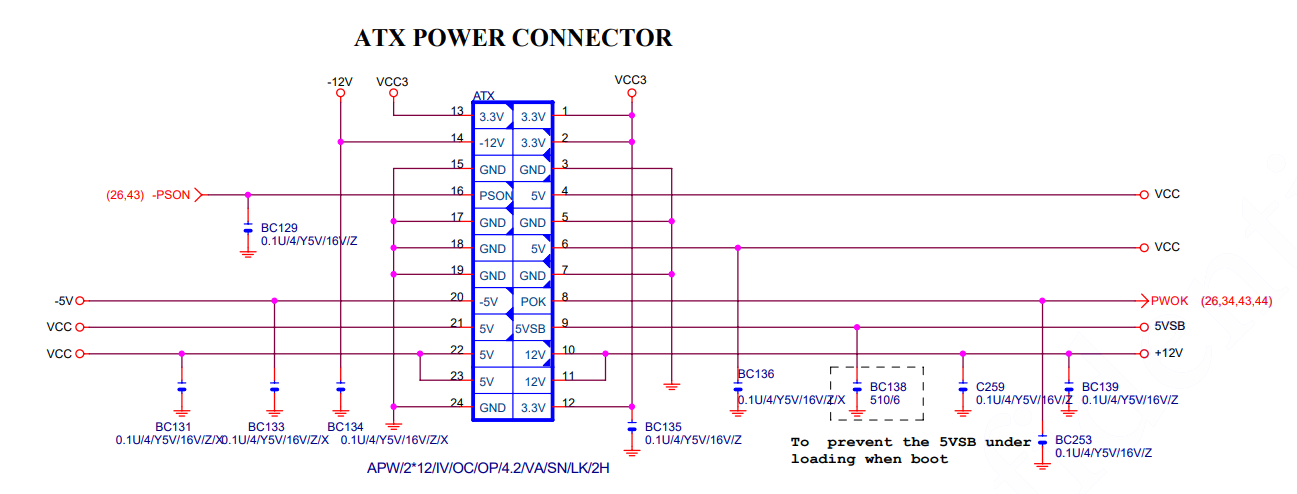 ATX POWER CONNECTOR
-12V VCC3 VCC3
ATX
13 3.3V 3.3V 1
14 -12V 3.3V 2
15 GND GND 3
(26,43) -PSON 16 PSON 5V 4 VCC
17 GND GND 5
BC129
0.1U/4/Y5V/16V/Z
18 GND 5V 6 VCC
19 GND GND 7
-5V 20 -5V POK 8 PWOK (26,34,43,44)
VCC 21 5V 5VSB 9 5VSB
VCC 22 5V 12V 10 +12V
23 5V 12V 11
24 GND 3.3V 12
BC131
0.1U/4/Y5V/16V/Z/X
BC133
0.1U/4/Y5V/16V/Z/X
BC134
0.1U/4/Y5V/16V/Z/X
BC135
0.1U/4/Y5V/16V/Z
BC136
0.1U/4/Y5V/16V/Z/X
BC138
510/6
C259
0.1U/4/Y5V/16V/Z
BC139
0.1U/4/Y5V/16V/Z
To prevent the 5VSB under
loading when boot
BC253
0.1U/4/Y5V/16V/Z
APW/2*12/IV/OC/OP/4.2/VA/SN/LK/2H